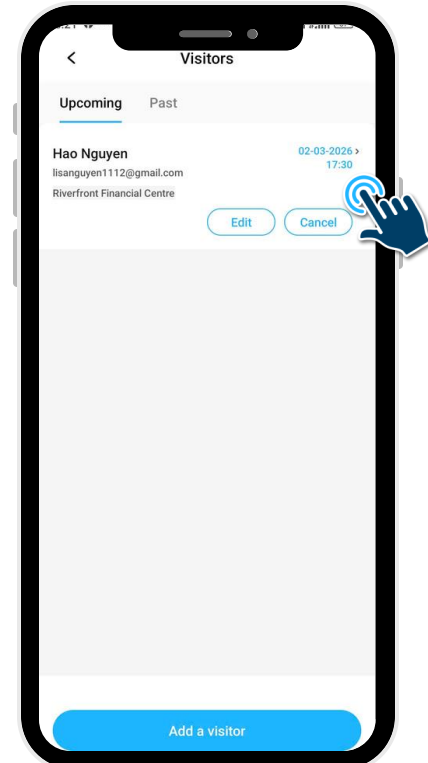 Visitors
Upcoming Past
Hao Nguyen
02-03-2026 >
lisanguyen1112@gmail.com
17:30
Riverfront Financial Centre
Edit Cancel
Add a visitor